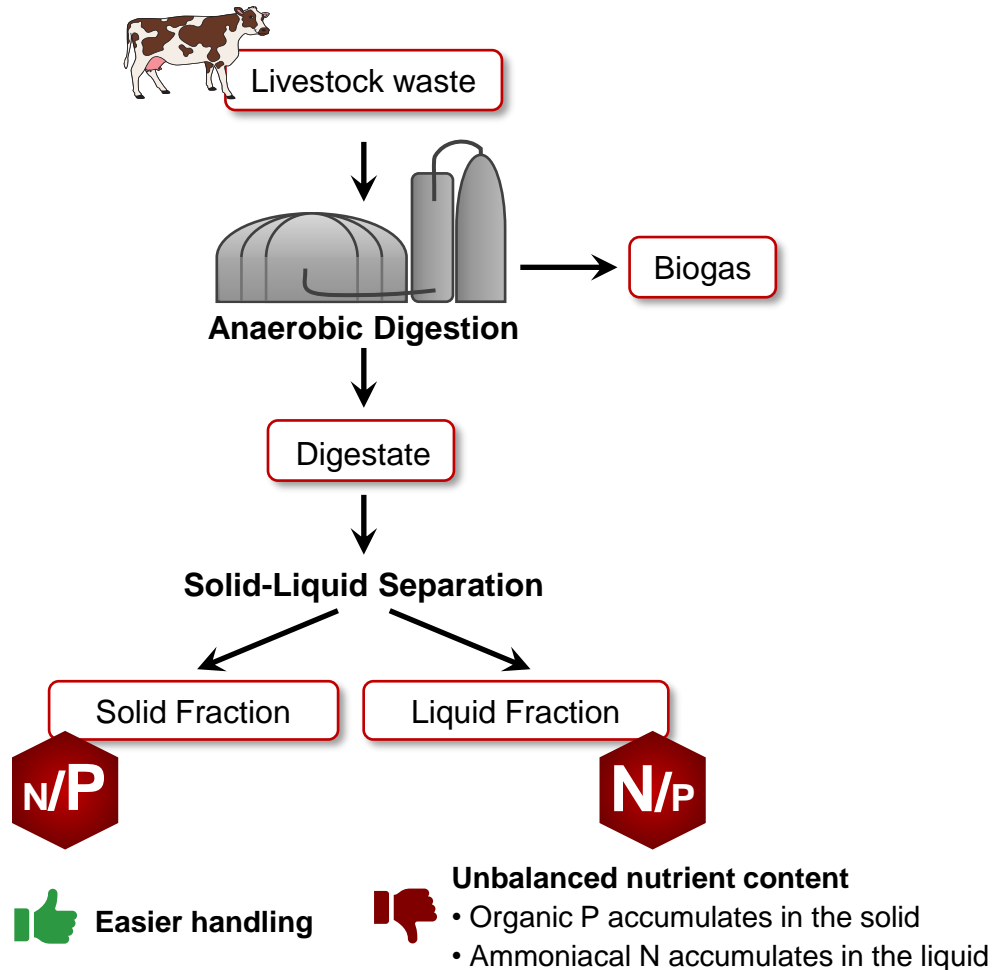 Livestock waste
Biogas
Anaerobic Digestion
Digestate
Solid-Liquid Separation
Solid Fraction
Liquid Fraction
N/P
N/P
Easier handling
Unbalanced nutrient content
• Organic P accumulates in the solid
• Ammoniacal N accumulates in the liquid